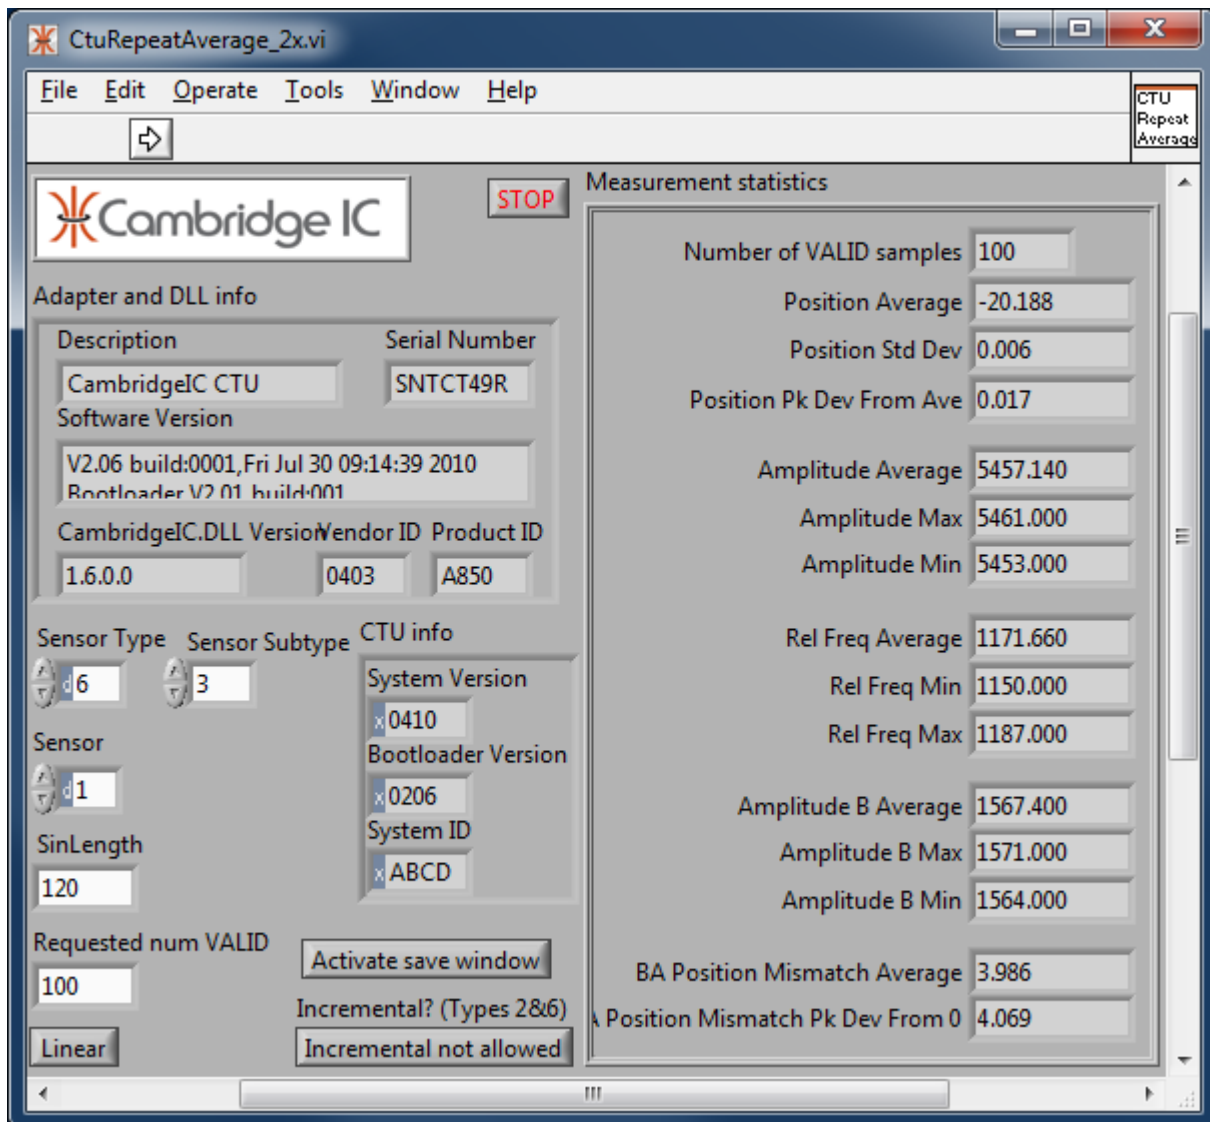 CtuRepeatAverage_2x.vi
File Edit Operate Tools Window Help
CTU
Repeat
Average
Cambridge IC
STOP
Adapter and DLL info
Description Serial Number
CambridgeIC CTU SNTCT49R
Software Version
V2.06 build:0001,Fri Jul 30 09:14:39 2010
Bootloader V2.01 build:001
CambridgeIC.DLL Version Vendor ID Product ID
1.6.0.0 0403 A850
Sensor Type Sensor Subtype
d 6 3
Sensor
d 1
SinLength
120
Requested num VALID
100
Linear
CTU info
System Version
x 0410
Bootloader Version
x 0206
System ID
x ABCD
Activate save window
Incremental? (Types 2&6)
Incremental not allowed
Measurement statistics
Number of VALID samples 100
Position Average -20.188
Position Std Dev 0.006
Position Pk Dev From Ave 0.017
Amplitude Average 5457.140
Amplitude Max 5461.000
Amplitude Min 5453.000
Rel Freq Average 1171.660
Rel Freq Min 1150.000
Rel Freq Max 1187.000
Amplitude B Average 1567.400
Amplitude B Max 1571.000
Amplitude B Min 1564.000
BA Position Mismatch Average 3.986
Position Mismatch Pk Dev From 0 4.069